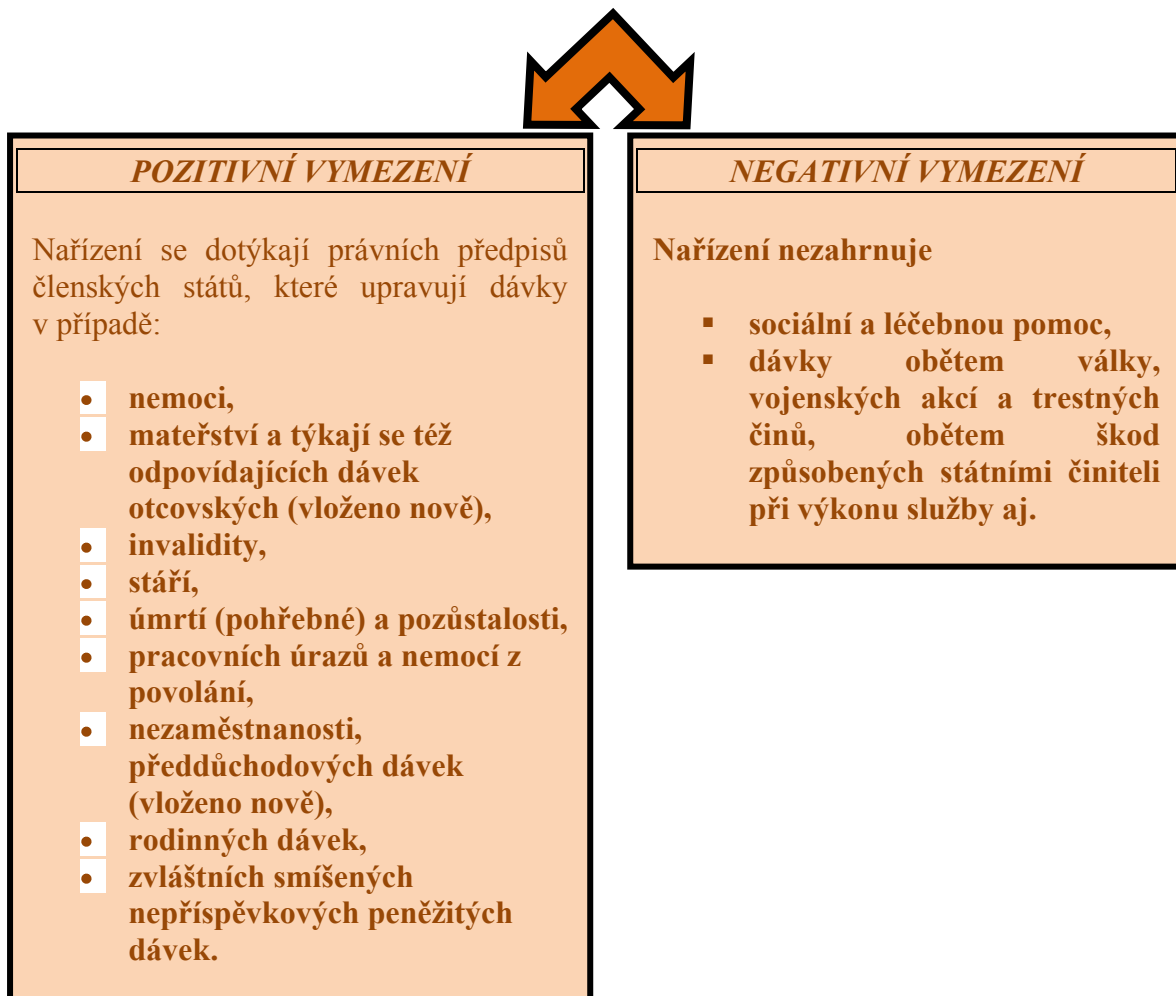 POZITIVNÍ VYMEZENÍ
Nařízení se dotýkají právních předpisů
členských států, které upravují dávky
v případě:
• nemoci,
• mateřství a týkají se též
odpovídajících dávek
otcovských (vloženo nově),
• invalidity,
• stáří,
• úmrtí (pohřebné) a pozůstalosti,
• pracovních úrazů a nemocí z
povolání,
• nezaměstnanosti,
předdůchodových dávek
(vloženo nově),
• rodinných dávek,
• zvláštních smíšených
nepříspěvkových peněžitých
dávek.
NEGATIVNÍ VYMEZENÍ
Nařízení nezahrnuje
▪ sociální a léčebnou pomoc,
▪ dávky obětem války,
vojenských akcí a trestných
činů, obětem škod
způsobených státními činiteli
při výkonu služby aj.